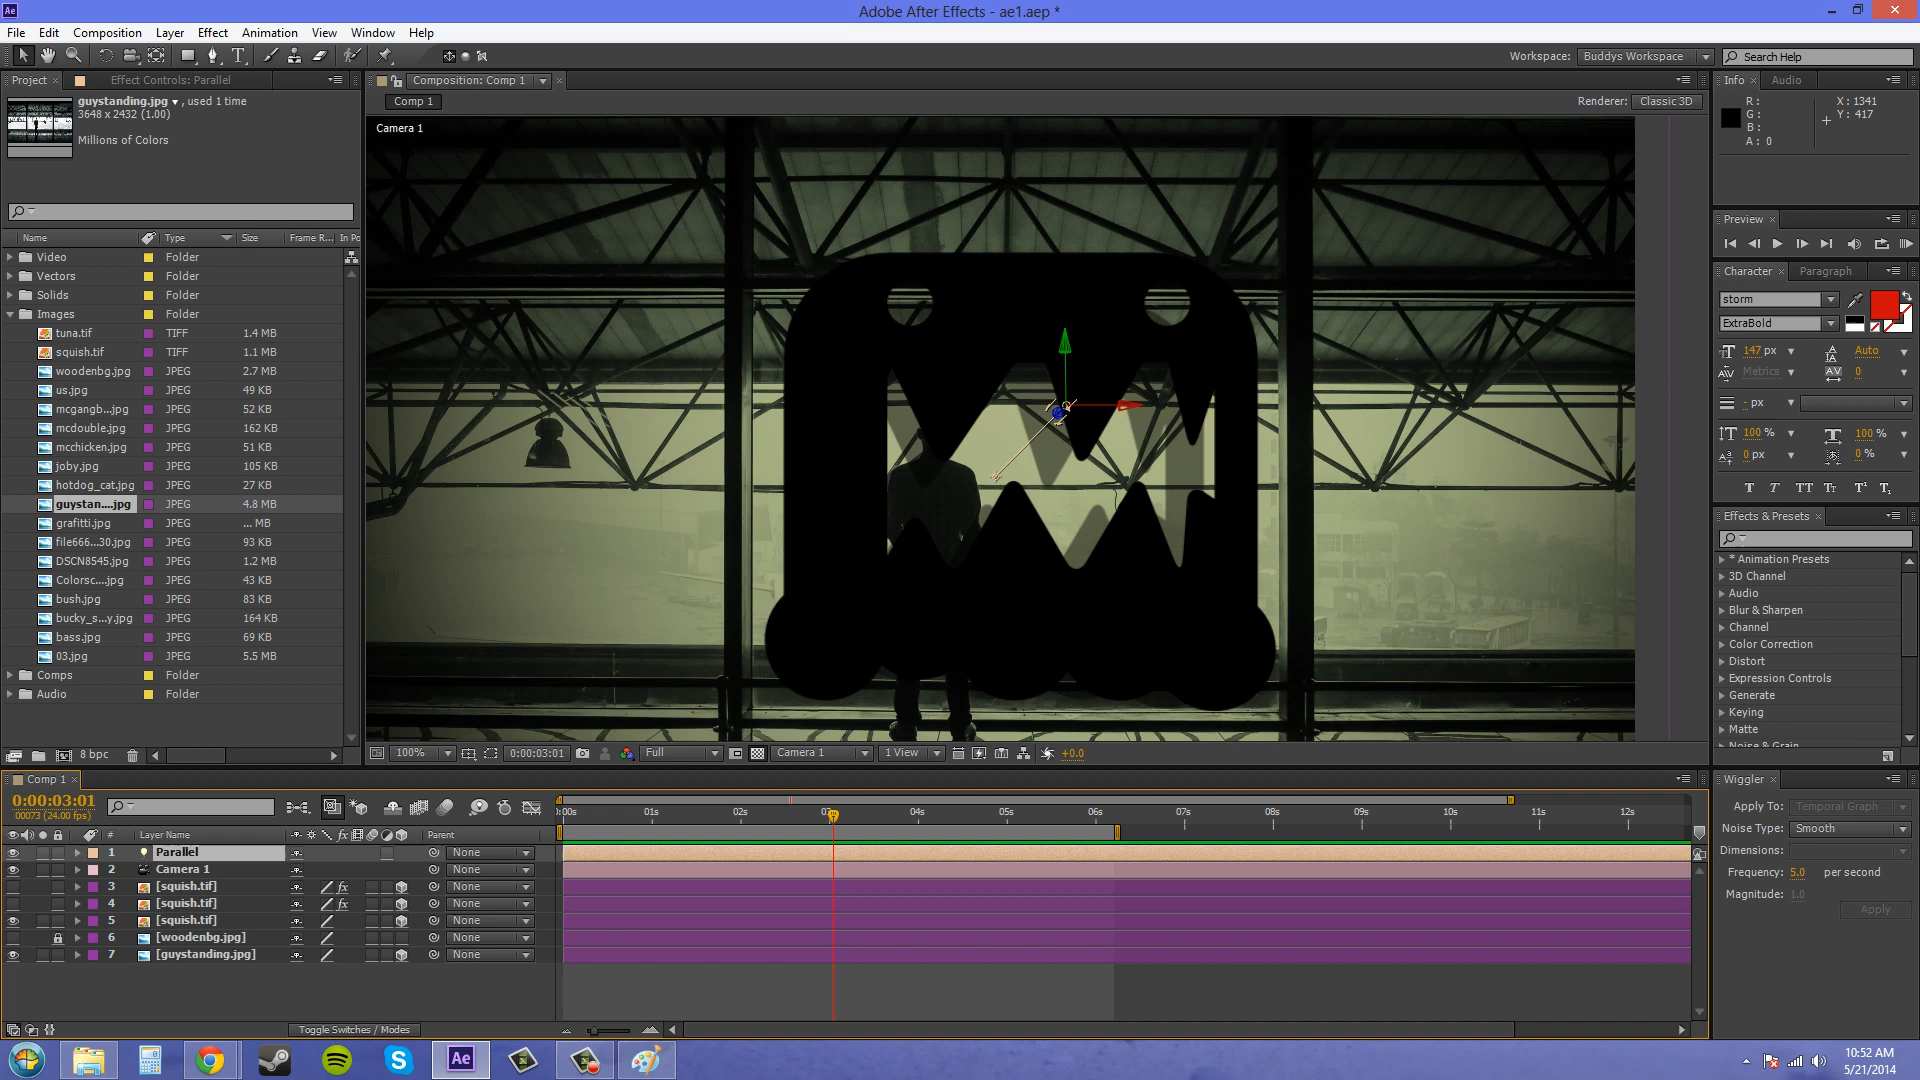 Ae
Adobe After Effects - ae1.aep *
File Edit Composition Layer Effect Animation View Window Help
T
Workspace: Buddys Workspace Search Help
Project Effect Controls: Parallel
guystanding.jpg , used 1 time
3648 x 2432 (1.00)
Millions of Colors
Name Type Size Frame R... In Po
Video Folder
Vectors Folder
Solids Folder
Images Folder
tuna.tif TIFF 1.4 MB
squish.tif TIFF 1.1 MB
woodenbg.jpg JPEG 2.7 MB
us.jpg JPEG 49 KB
mcgangb...jpg JPEG 52 KB
mcdouble.jpg JPEG 162 KB
mcchicken.jpg JPEG 51 KB
joby.jpg JPEG 105 KB
hotdog_cat.jpg JPEG 27 KB
guystan....jpg JPEG 4.8 MB
grafitti.jpg JPEG ... MB
file666...30.jpg JPEG 93 KB
DSCN8545.jpg JPEG 1.2 MB
Colorsc....jpg JPEG 43 KB
bush.jpg JPEG 83 KB
bucky_s...y.jpg JPEG 164 KB
bass.jpg JPEG 69 KB
03.jpg JPEG 5.5 MB
Comps Folder
Audio Folder
8 bpc
Composition: Comp 1
Comp 1
Renderer: Classic 3D
Camera 1
100% 0:00:03:01 Full Camera 1 1 View +0.0
Info Audio
R : X : 1341
G : Y : 417
B :
A : 0
Preview
Character Paragraph
storm
ExtraBold
147 px Auto
Metrics 0
- px
100 % 100 %
0 px 0 %
T T TT Tt T¹ T₁
Effects & Presets
* Animation Presets
3D Channel
Audio
Blur & Sharpen
Channel
Color Correction
Distort
Expression Controls
Generate
Keying
Matte
Noise & Grain
Comp 1
0:00:03:01
00073 (24.00 fps)
:00s 01s 02s 03s 04s 05s 06s 07s 08s 09s 10s 11s 12s
# Layer Name fx Parent
1 Parallel None
2 Camera 1 None
3 [squish.tif] fx None
4 [squish.tif] fx None
5 [squish.tif] None
6 [woodenbg.jpg] None
7 [guystanding.jpg] None
Toggle Switches / Modes
Wiggler
Apply To: Temporal Graph
Noise Type: Smooth
Dimensions:
Frequency: 5.0 per second
Magnitude: 1.0
Apply
Ae
10:52 AM
5/21/2014